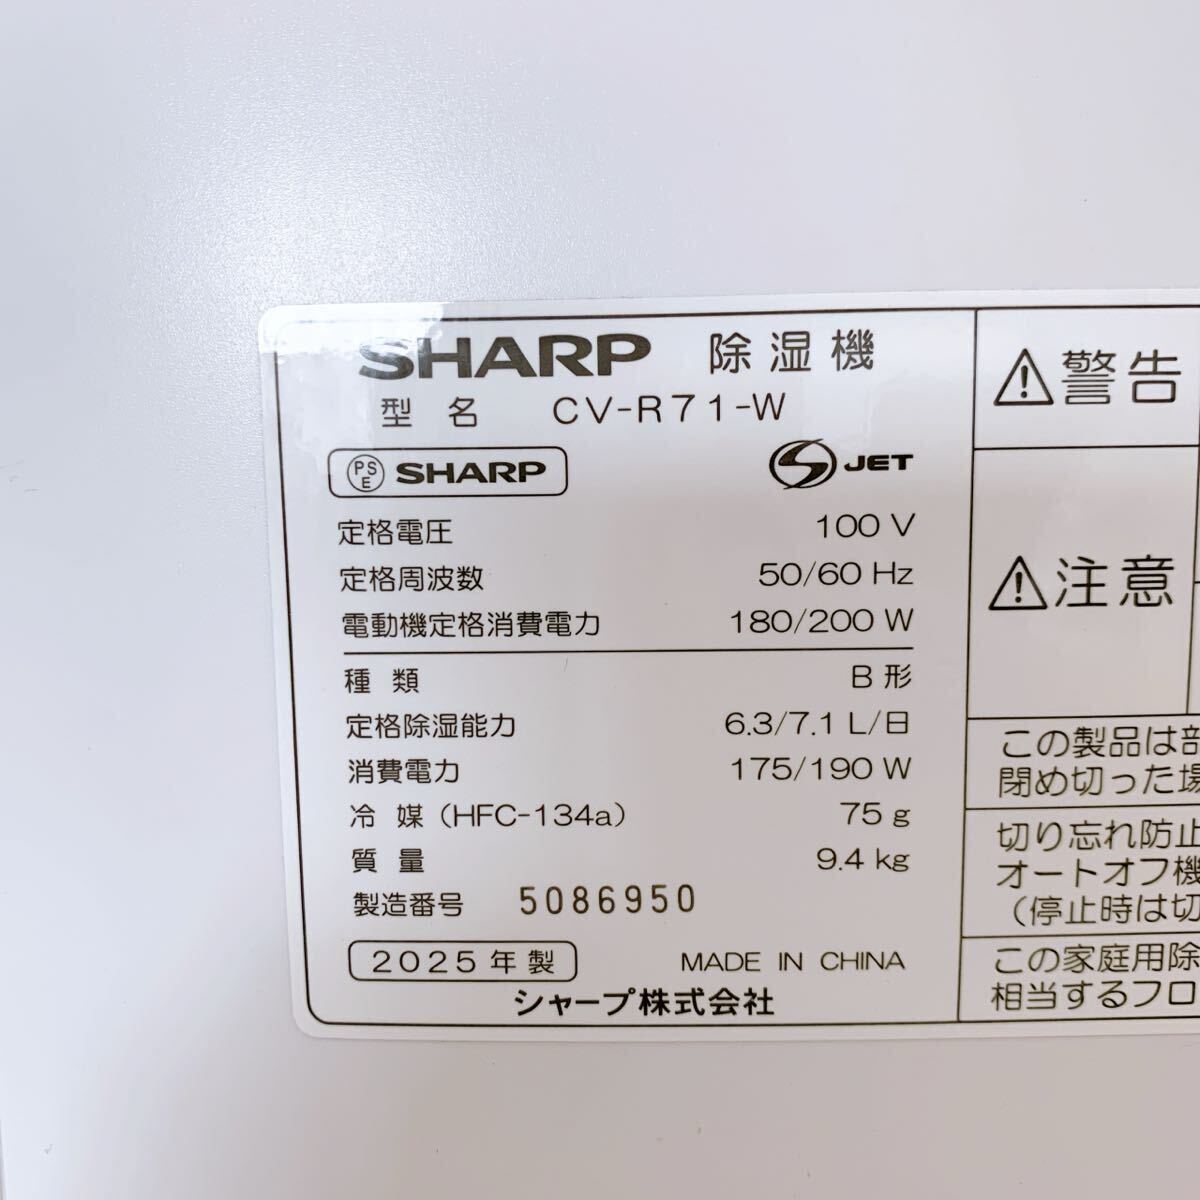 SHARP 除湿機
型名 CV-R71-W
PSE SHARP
S JET
定格電圧 100 V
定格周波数 50/60 Hz
電動機定格消費電力 180/200 W
種類 B 形
定格除湿能力 6.3/7.1 L/日
消費電力 175/190 W
冷媒（HFC-134a） 75 g
質量 9.4 kg
製造番号 5086950
2025年製 MADE IN CHINA
シャープ株式会社
警告
注意
この製品は部
閉め切った場
切り忘れ防止
オートオフ機
（停止時は切
この家庭用除
相当するフロ